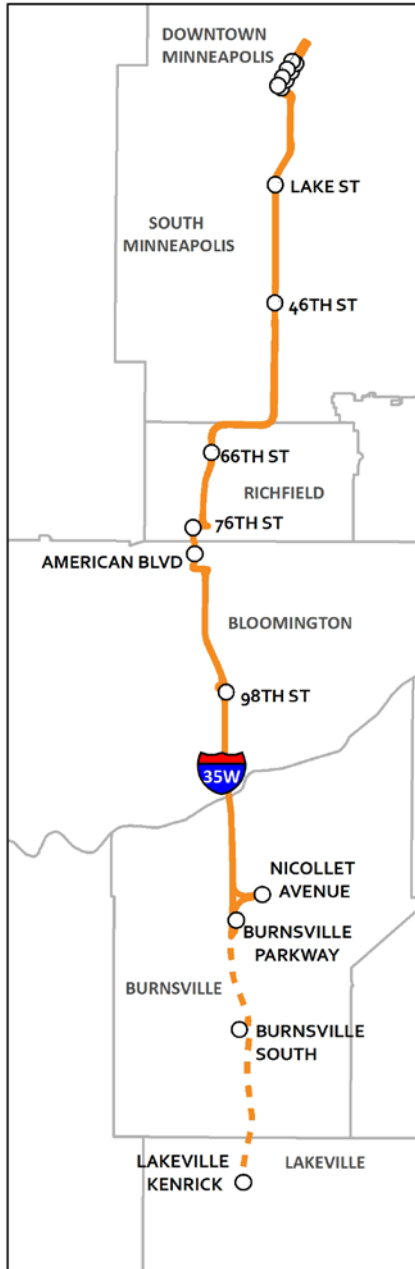 DOWNTOWN
MINNEAPOLIS
LAKE ST
SOUTH
MINNEAPOLIS
46TH ST
66TH ST
RICHFIELD
76TH ST
AMERICAN BLVD
BLOOMINGTON
98TH ST
35W
NICOLLET
AVENUE
BURNSVILLE
PARKWAY
BURNSVILLE
BURNSVILLE
SOUTH
LAKEVILLE
KENRICK
LAKEVILLE